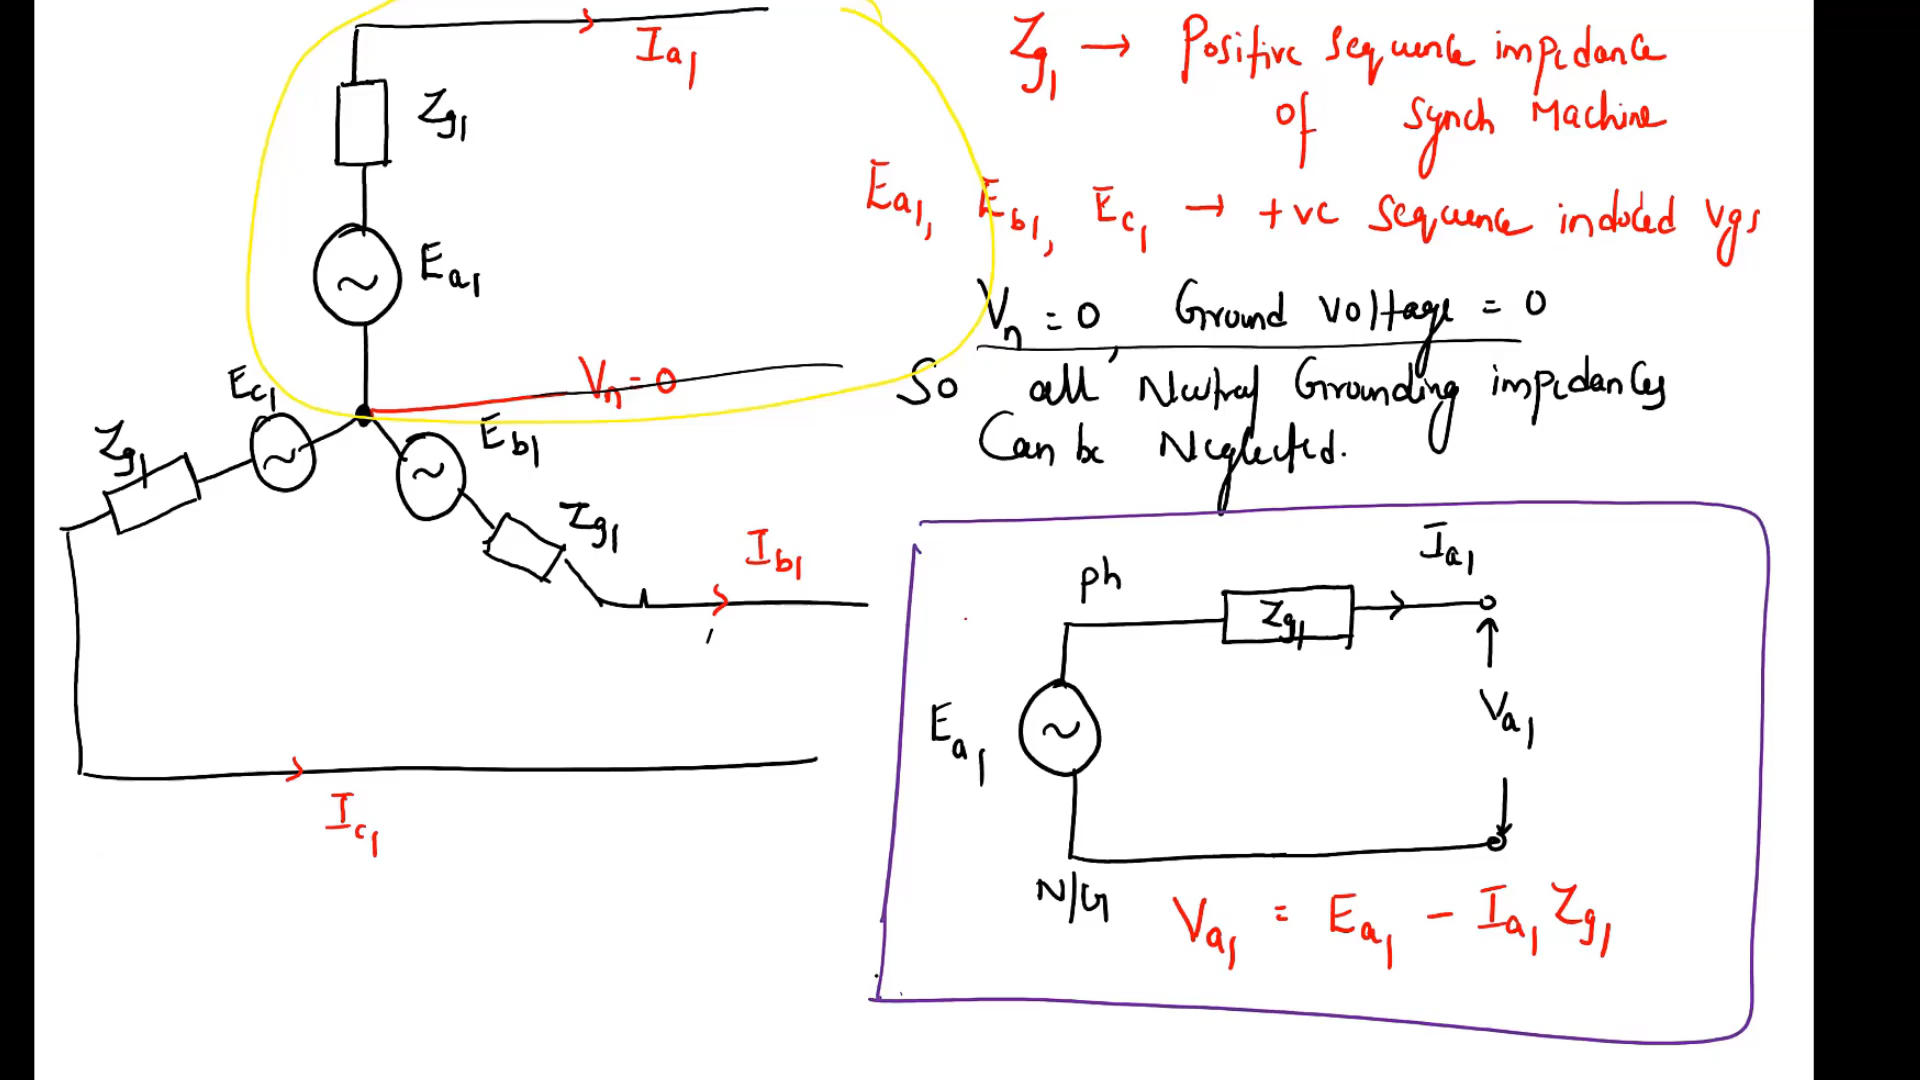 Ia1
Zg1
Ea1
Vn = 0
Ec1
Eb1
Zg1
Zg1
Ib1
Ic1
Zg1 → Positive sequence impedance
of Synch Machine
Ea1, Eb1, Ec1 → +ve sequence induced vgs
Vn = 0, Ground voltage = 0
So all Neutral Grounding impedances
Can be Neglected.
ph
Zg1
Ia1
Ea1
Va1
N/G
Va1 = Ea1 - Ia1 Zg1